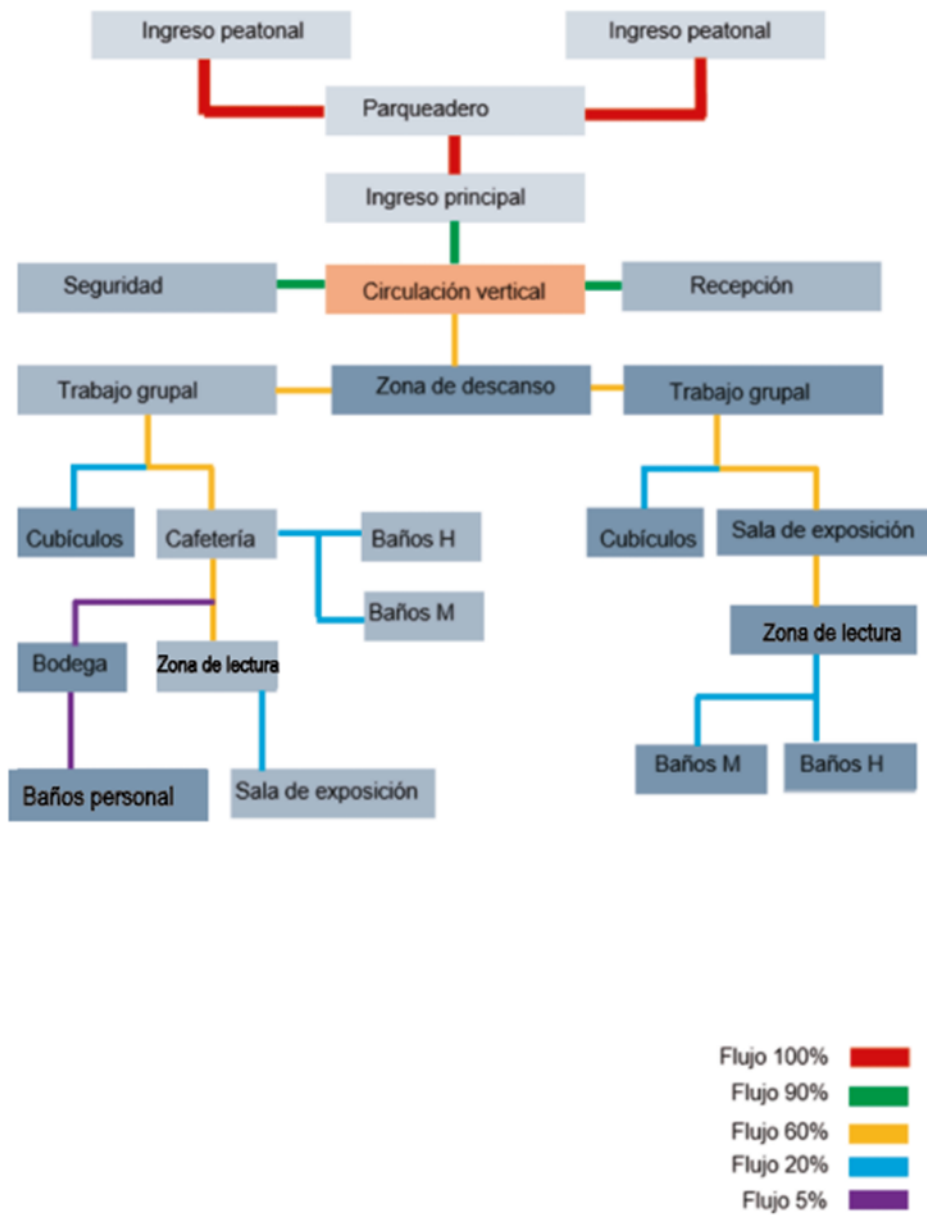 Ingreso peatonal
Ingreso peatonal
Parqueadero
Ingreso principal
Seguridad
Circulación vertical
Recepción
Trabajo grupal
Zona de descanso
Trabajo grupal
Cubículos
Cafetería
Baños H
Cubículos
Sala de exposición
Baños M
Bodega
Zona de lectura
Zona de lectura
Baños personal
Sala de exposición
Baños M
Baños H
Flujo 100%
Flujo 90%
Flujo 60%
Flujo 20%
Flujo 5%